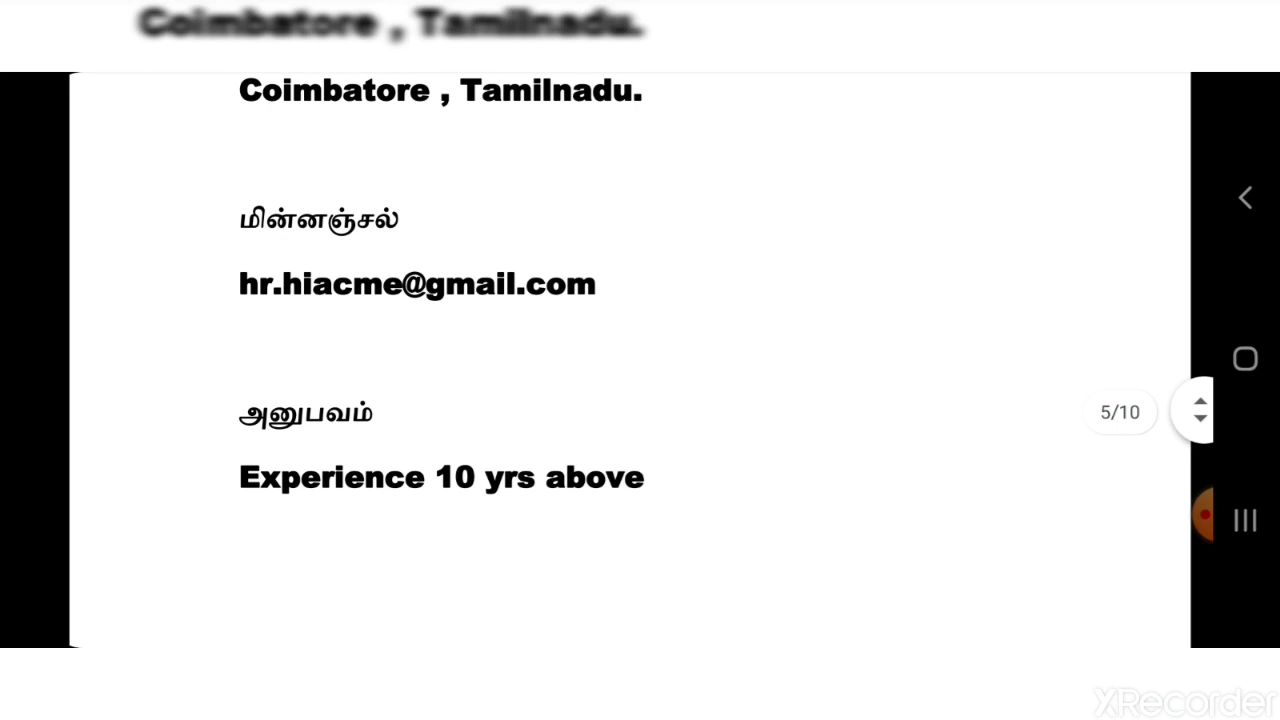 Coimbatore , Tamilnadu.
Coimbatore , Tamilnadu.
மின்னஞ்சல்
hr.hiacme@gmail.com
அனுபவம்
5/10
Experience 10 yrs above
XRecorder